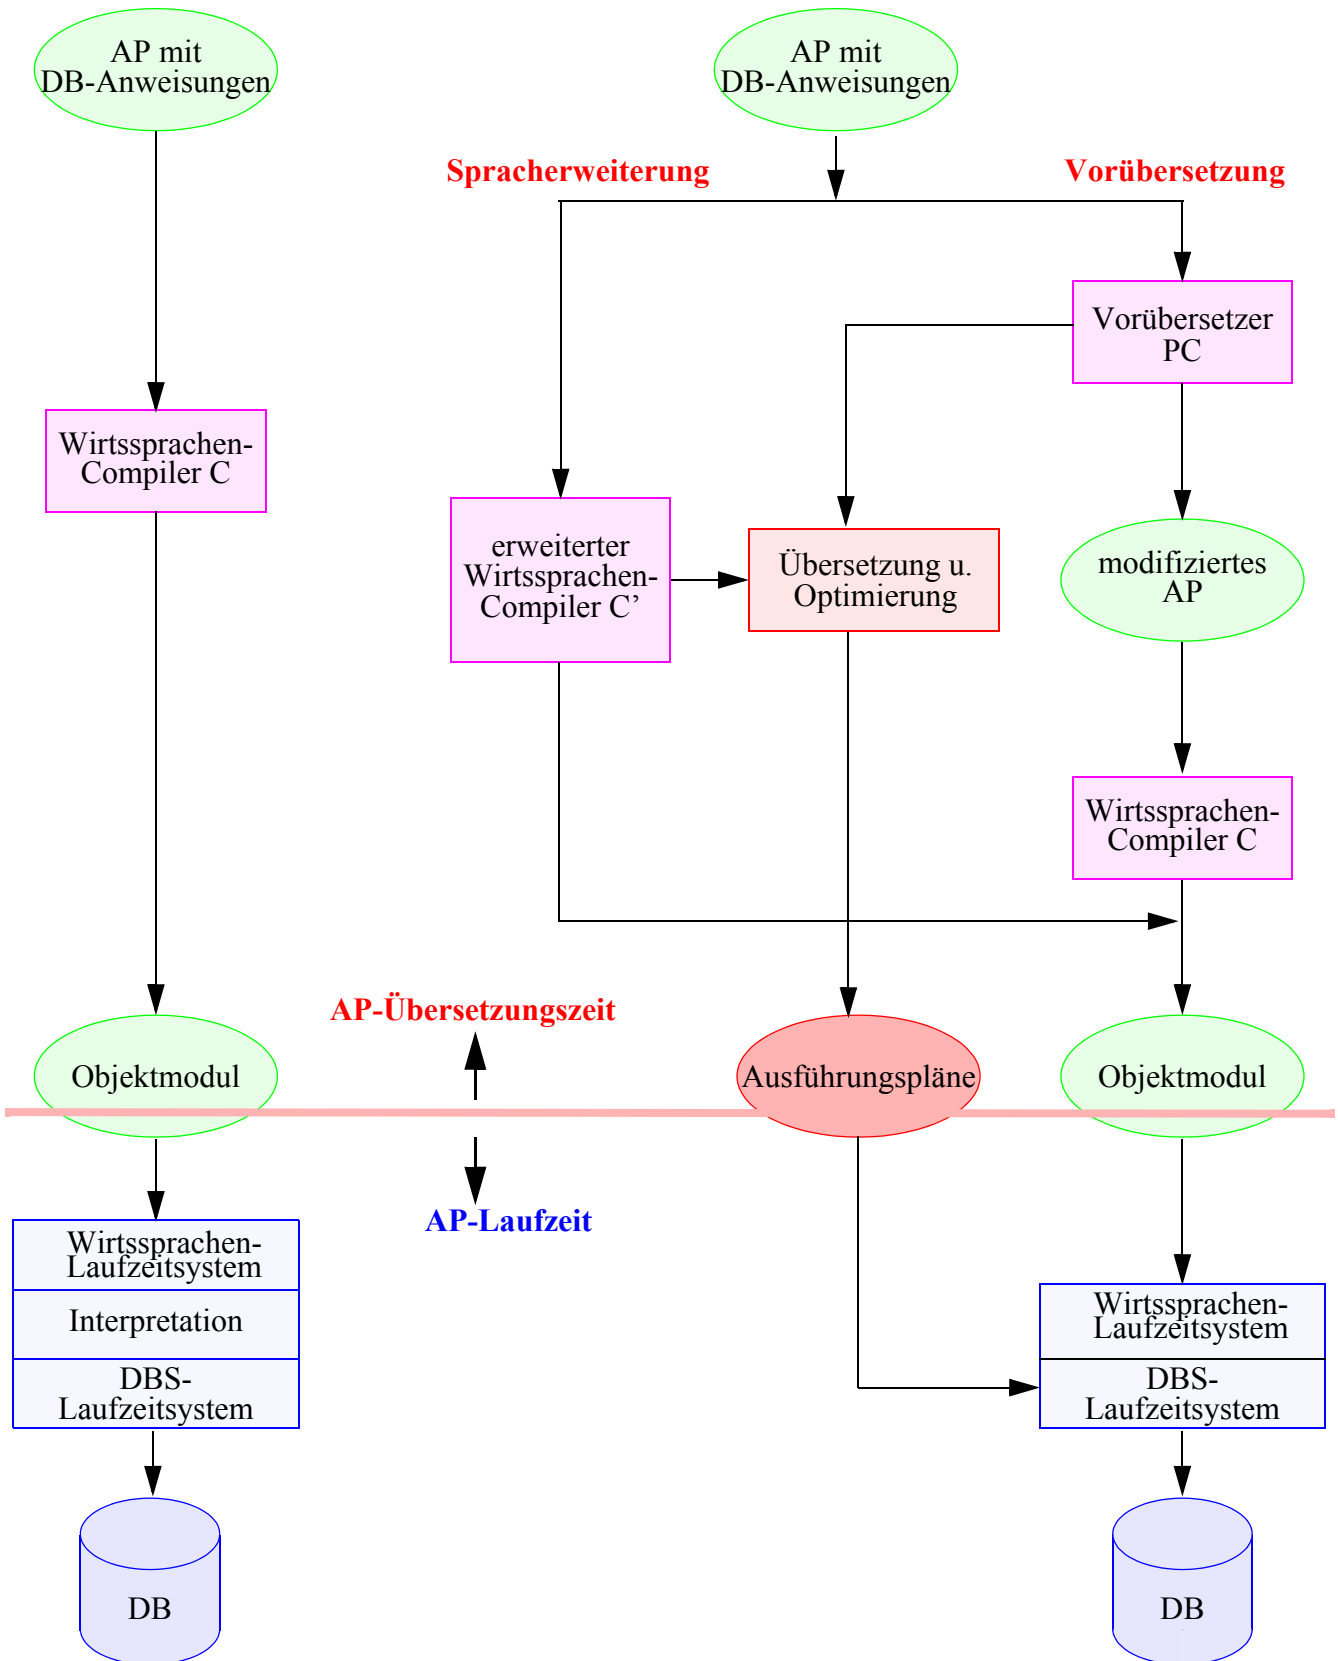 AP mit
DB-Anweisungen
AP mit
DB-Anweisungen
Spracherweiterung
Vorübersetzung
Vorübersetzer
PC
Wirtssprachen-
Compiler C
erweiterter
Wirtssprachen-
Compiler C’
Übersetzung u.
Optimierung
modifiziertes
AP
Wirtssprachen-
Compiler C
AP-Übersetzungszeit
Objektmodul
Ausführungspläne
Objektmodul
AP-Laufzeit
Wirtssprachen-
Laufzeitsystem
Interpretation
DBS-
Laufzeitsystem
Wirtssprachen-
Laufzeitsystem
DBS-
Laufzeitsystem
DB
DB